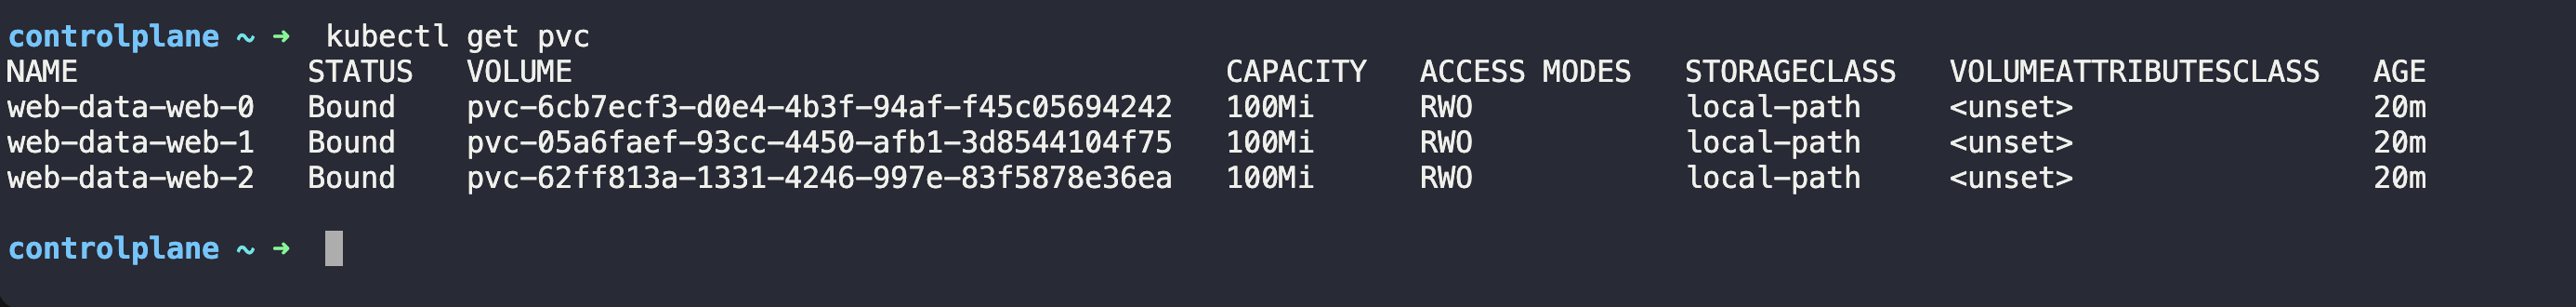 controlplane ~ ➜  kubectl get pvc
NAME             STATUS   VOLUME                                     CAPACITY   ACCESS MODES   STORAGECLASS   VOLUMEATTRIBUTESCLASS   AGE
web-data-web-0   Bound    pvc-6cb7ecf3-d0e4-4b3f-94af-f45c05694242   100Mi      RWO            local-path     <unset>                 20m
web-data-web-1   Bound    pvc-05a6faef-93cc-4450-afb1-3d8544104f75   100Mi      RWO            local-path     <unset>                 20m
web-data-web-2   Bound    pvc-62ff813a-1331-4246-997e-83f5878e36ea   100Mi      RWO            local-path     <unset>                 20m
controlplane ~ ➜